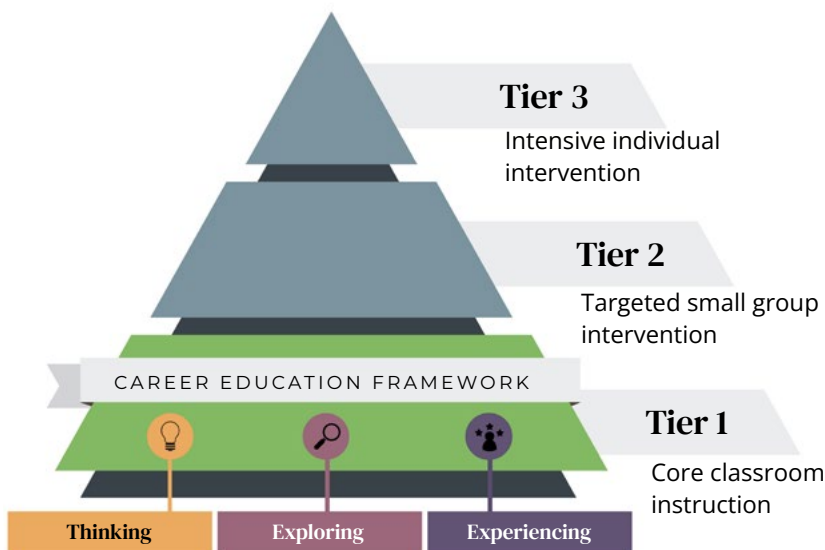 Tier 3
Intensive individual
intervention
Tier 2
Targeted small group
intervention
CAREER EDUCATION FRAMEWORK
Tier 1
Core classroom
instruction
Thinking
Exploring
Experiencing